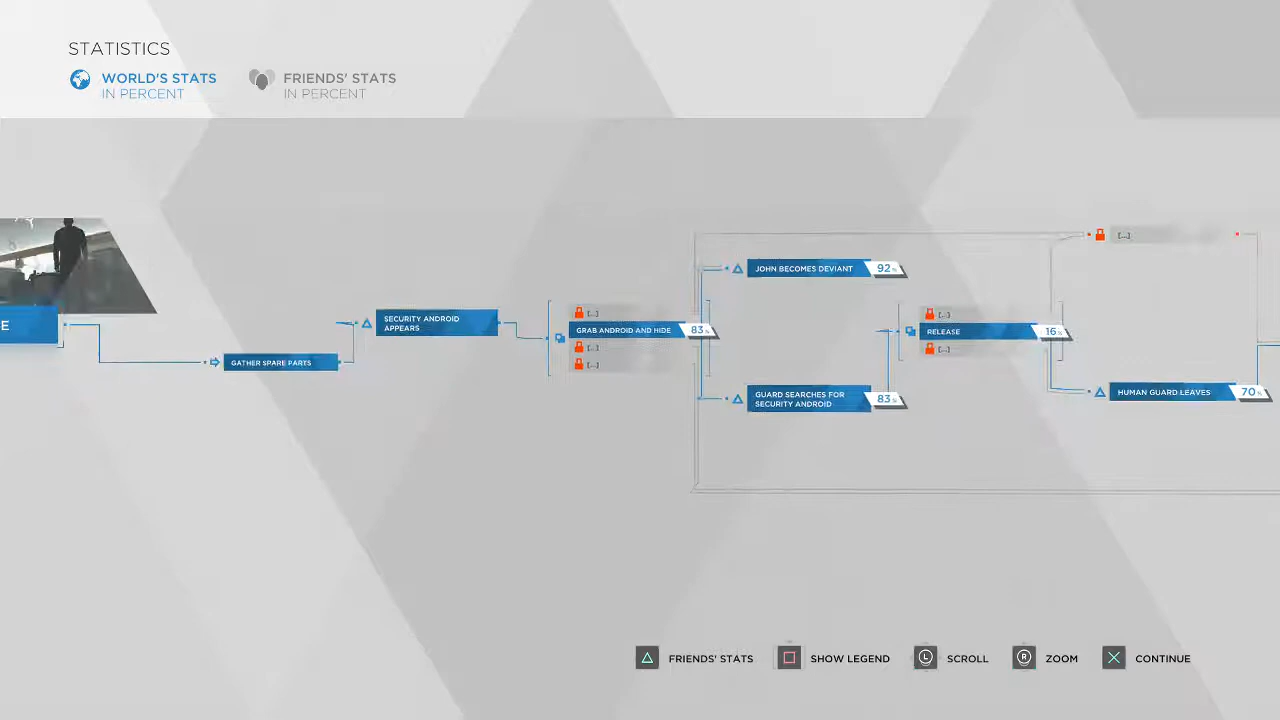 STATISTICS
WORLD'S STATS
IN PERCENT
FRIENDS' STATS
IN PERCENT
E
GATHER SPARE PARTS
SECURITY ANDROID
APPEARS
[...]
GRAB ANDROID AND HIDE 83%
[...]
[...]
JOHN BECOMES DEVIANT 92%
GUARD SEARCHES FOR
SECURITY ANDROID 83%
[...]
RELEASE 16%
[...]
[...]
HUMAN GUARD LEAVES 70%
FRIENDS' STATS
SHOW LEGEND
L SCROLL
R ZOOM
CONTINUE